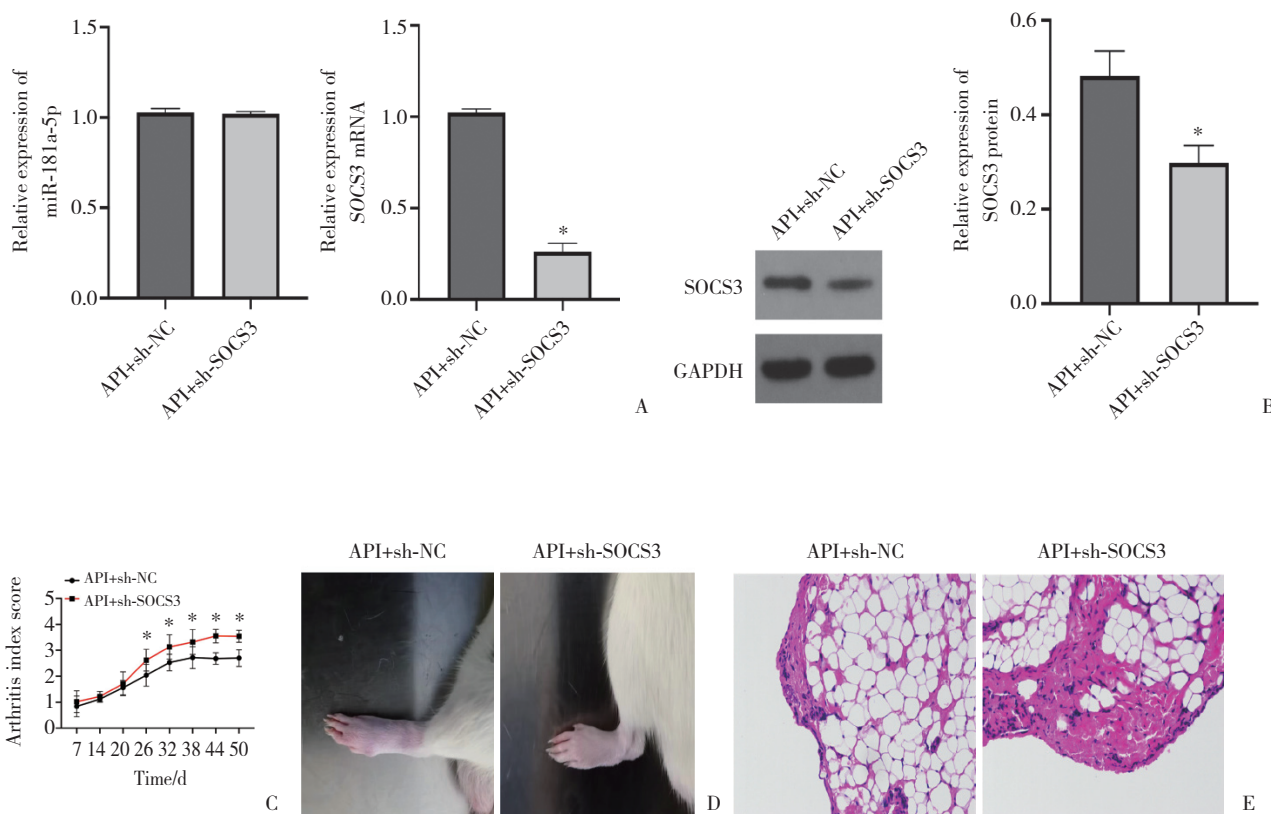 Relative expression of
miR-181a-5p
1.5
1.0
0.5
0.0
API+sh-NC
API+sh-SOCS3
Relative expression of
SOCS3 mRNA
1.5
1.0
0.5
0
*
API+sh-NC
API+sh-SOCS3
A
API+sh-NC
API+sh-SOCS3
SOCS3
GAPDH
Relative expression of
SOCS3 protein
0.6
0.4
0.2
0.0
*
API+sh-NC
API+sh-SOCS3
B
API+sh-NC
API+sh-SOCS3
Arthritis index score
5
4
3
2
1
0
* * * * *
7 14 20 26 32 38 44 50
Time/d
C
API+sh-NC
API+sh-SOCS3
D
API+sh-NC
API+sh-SOCS3
E